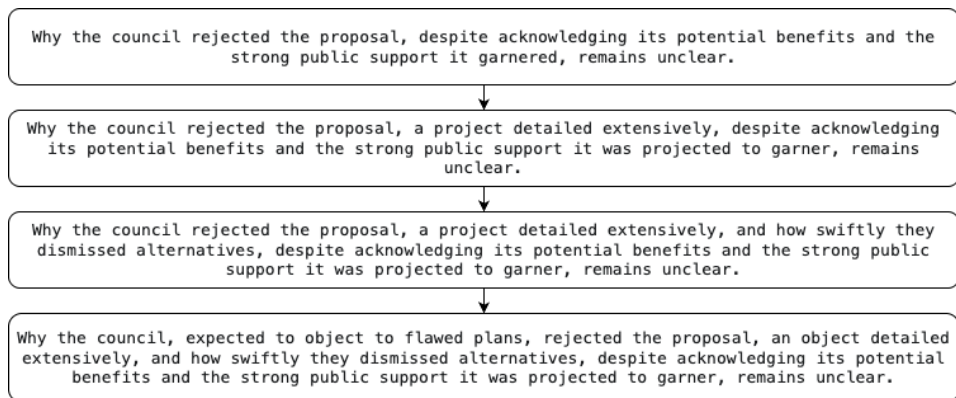 Why the council rejected the proposal, despite acknowledging its potential benefits and the
strong public support it garnered, remains unclear.
Why the council rejected the proposal, a project detailed extensively, despite acknowledging
its potential benefits and the strong public support it was projected to garner, remains
unclear.
Why the council rejected the proposal, a project detailed extensively, and how swiftly they
dismissed alternatives, despite acknowledging its potential benefits and the strong public
support it was projected to garner, remains unclear.
Why the council, expected to object to flawed plans, rejected the proposal, an object detailed
extensively, and how swiftly they dismissed alternatives, despite acknowledging its potential
benefits and the strong public support it was projected to garner, remains unclear.